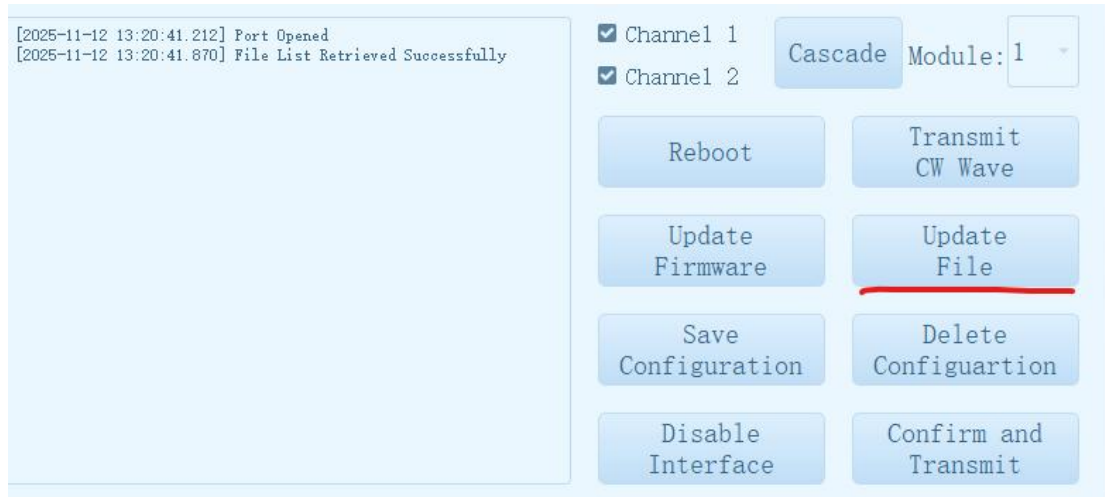 [2025-11-12 13:20:41.212] Port Opened
[2025-11-12 13:20:41.870] File List Retrieved Successfully
Channel 1
Channel 2
Cascade
Module: 1
Reboot
Transmit
CW Wave
Update
Firmware
Update
File
Save
Configuration
Delete
Configuartion
Disable
Interface
Confirm and
Transmit